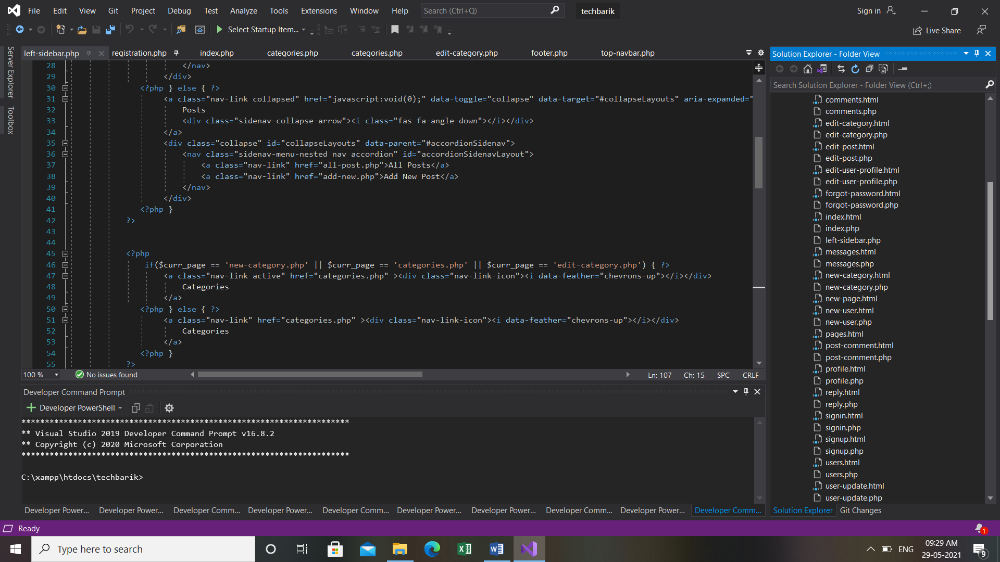 File Edit View Git Project Debug Test Analyze Tools Extensions Window Help Search (Ctrl+Q) techbarik Sign in
Select Startup Item... Live Share
Server Explorer
Toolbox
left-sidebar.php registration.php index.php categories.php categories.php edit-category.php footer.php top-navbar.php
28 </nav>
29 </div>
30 <?php } else { ?>
31 <a class="nav-link collapsed" href="javascript:void(0);" data-toggle="collapse" data-target="#collapseLayouts" aria-expanded="
32 Posts
33 <div class="sidenav-collapse-arrow"><i class="fas fa-angle-down"></i></div>
34 </a>
35 <div class="collapse" id="collapseLayouts" data-parent="#accordionSidenav">
36 <nav class="sidenav-menu-nested nav accordion" id="accordionSidenavLayout">
37 <a class="nav-link" href="all-post.php">All Posts</a>
38 <a class="nav-link" href="add-new.php">Add New Post</a>
39 </nav>
40 </div>
41 <?php }
42 ?>
43
44
45 <?php
46 if($curr_page == 'new-category.php' || $curr_page == 'categories.php' || $curr_page == 'edit-category.php') { ?>
47 <a class="nav-link active" href="categories.php" ><div class="nav-link-icon"><i data-feather="chevrons-up"></i></div>
48 Categories
49 </a>
50 <?php } else { ?>
51 <a class="nav-link" href="categories.php" ><div class="nav-link-icon"><i data-feather="chevrons-up"></i></div>
52 Categories
53 </a>
54 <?php }
55 ?>
100 % No issues found Ln: 107 Ch: 15 SPC CRLF
Developer Command Prompt
Developer PowerShell
**********************************************************************
** Visual Studio 2019 Developer Command Prompt v16.8.2
** Copyright (c) 2020 Microsoft Corporation
**********************************************************************
C:\xampp\htdocs\techbarik>
Developer Power... Developer Power... Developer Comm... Developer Power... Developer Comm... Developer Power... Developer Power... Developer Comm... Developer Power... Developer Comm...
Solution Explorer - Folder View
Search Solution Explorer - Folder View (Ctrl+;)
comments.html
comments.php
edit-category.html
edit-category.php
edit-post.html
edit-post.php
edit-user-profile.html
edit-user-profile.php
forgot-password.html
forgot-password.php
index.html
index.php
left-sidebar.php
messages.html
messages.php
new-category.html
new-category.php
new-page.html
new-user.html
new-user.php
pages.html
post-comment.html
post-comment.php
profile.html
profile.php
reply.html
reply.php
signin.html
signin.php
signup.html
signup.php
users.html
users.php
user-update.html
user-update.php
Solution Explorer Git Changes
Ready 1
Type here to search ENG 09:29 AM
29-05-2021 9